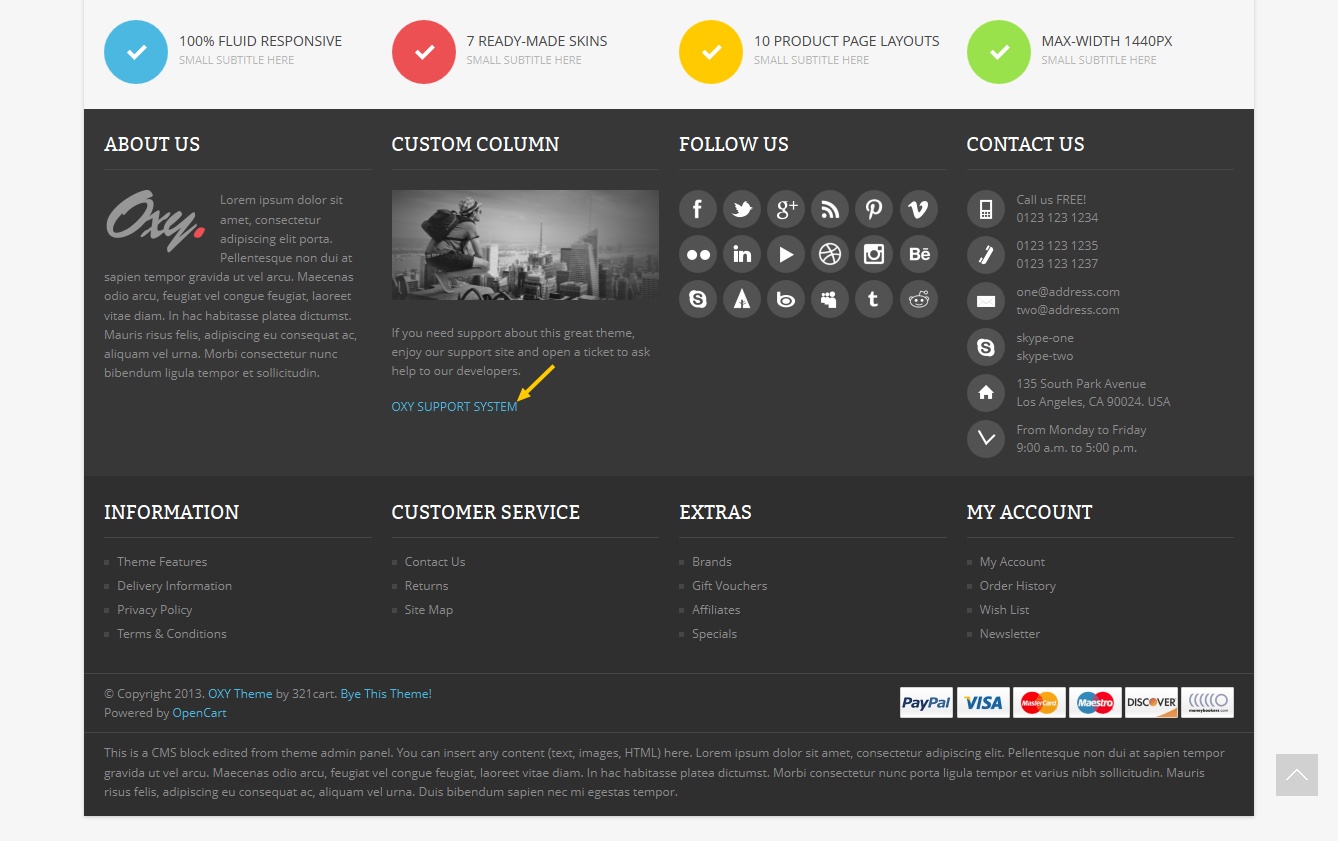 100% FLUID RESPONSIVE
SMALL SUBTITLE HERE
7 READY-MADE SKINS
SMALL SUBTITLE HERE
10 PRODUCT PAGE LAYOUTS
SMALL SUBTITLE HERE
MAX-WIDTH 1440PX
SMALL SUBTITLE HERE
ABOUT US
Oxy.
Lorem ipsum dolor sit
amet, consectetur
adipiscing elit porta.
Pellentesque non dui at
sapien tempor gravida ut vel arcu. Maecenas
odio arcu, feugiat vel congue feugiat, laoreet
vitae diam. In hac habitasse platea dictumst.
Mauris risus felis, adipiscing eu consequat ac,
aliquam vel urna. Morbi consectetur nunc
bibendum ligula tempor et sollicitudin.
CUSTOM COLUMN
If you need support about this great theme,
enjoy our support site and open a ticket to ask
help to our developers.
OXY SUPPORT SYSTEM
FOLLOW US
f
g+
in
Bē
t
CONTACT US
Call us FREE!
0123 123 1234
0123 123 1235
0123 123 1237
one@address.com
two@address.com
skype-one
skype-two
135 South Park Avenue
Los Angeles, CA 90024. USA
From Monday to Friday
9:00 a.m. to 5:00 p.m.
INFORMATION
Theme Features
Delivery Information
Privacy Policy
Terms & Conditions
CUSTOMER SERVICE
Contact Us
Returns
Site Map
EXTRAS
Brands
Gift Vouchers
Affiliates
Specials
MY ACCOUNT
My Account
Order History
Wish List
Newsletter
© Copyright 2013. OXY Theme by 321cart. Bye This Theme!
Powered by OpenCart
PayPal
VISA
MasterCard
Maestro
DISCOVER
moneybookers.com
This is a CMS block edited from theme admin panel. You can insert any content (text, images, HTML) here. Lorem ipsum dolor sit amet, consectetur adipiscing elit. Pellentesque non dui at sapien tempor
gravida ut vel arcu. Maecenas odio arcu, feugiat vel congue feugiat, laoreet vitae diam. In hac habitasse platea dictumst. Morbi consectetur nunc porta ligula tempor et varius nibh sollicitudin. Mauris
risus felis, adipiscing eu consequat ac, aliquam vel urna. Duis bibendum sapien nec mi egestas tempor.